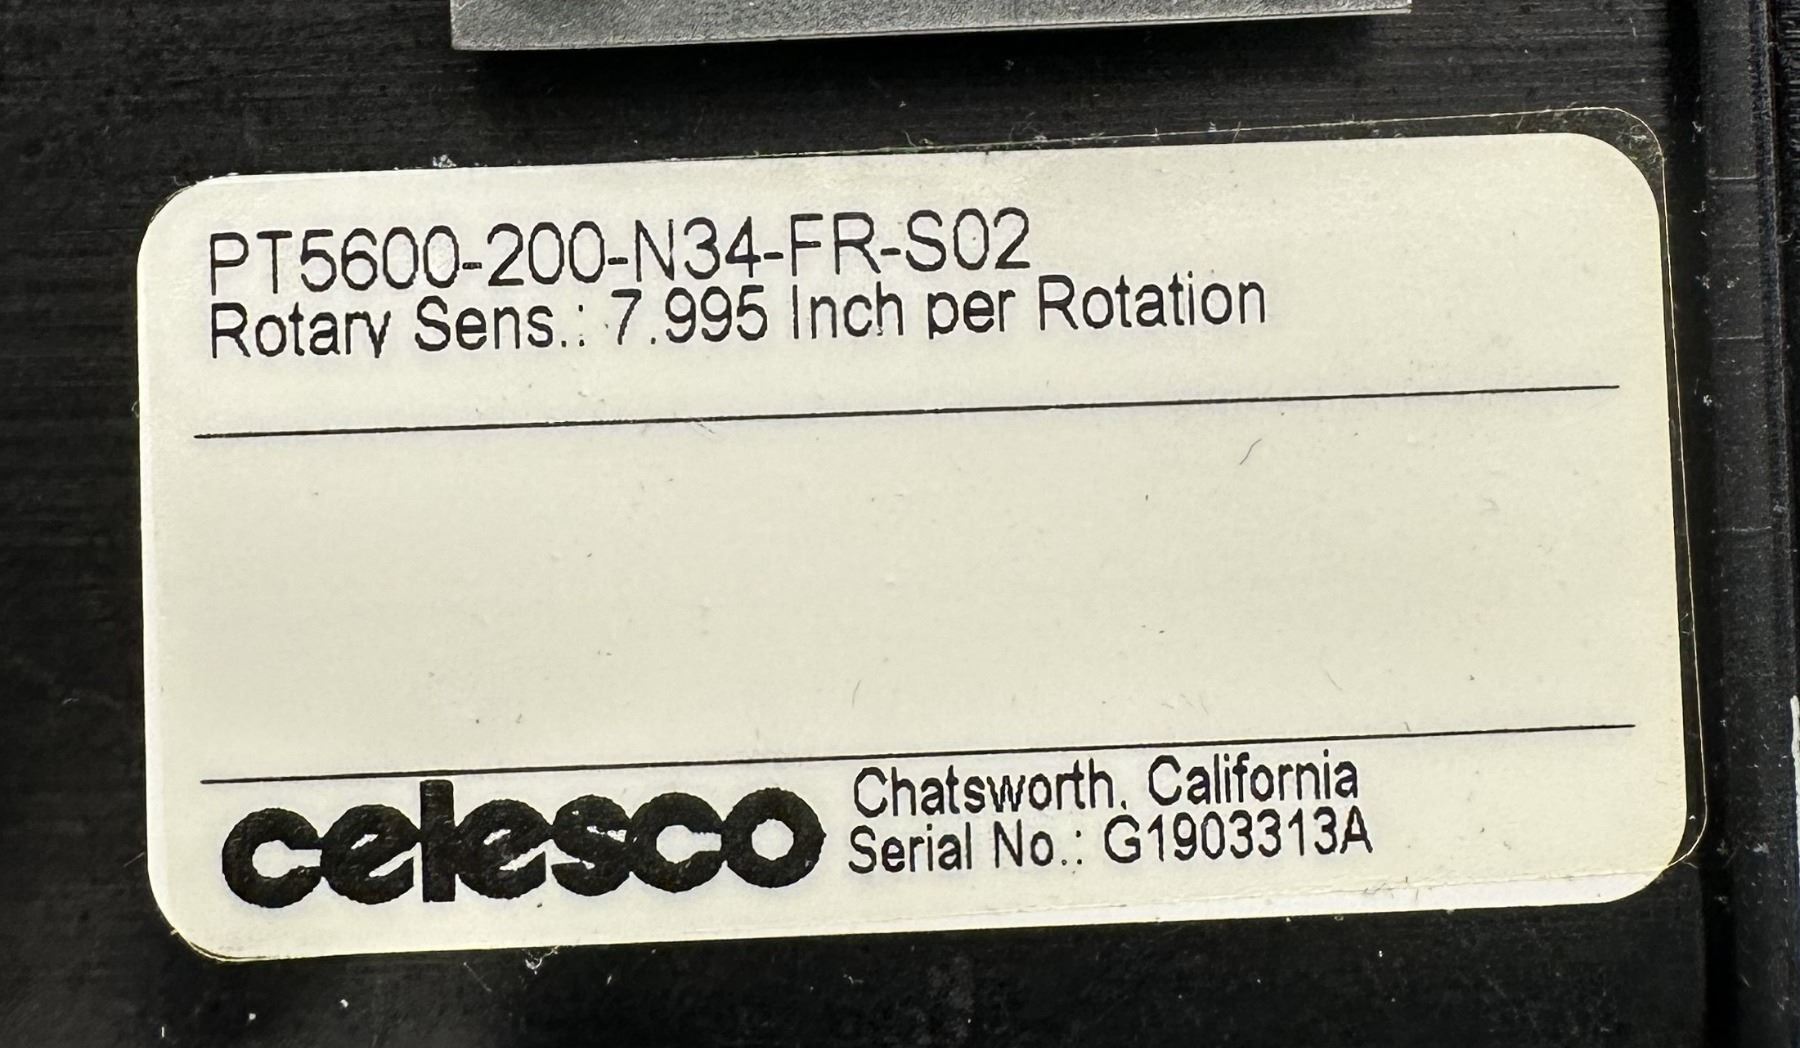 PT5600-200-N34-FR-S02
Rotary Sens.: 7.995 Inch per Rotation
celesco
Chatsworth, California
Serial No.: G1903313A